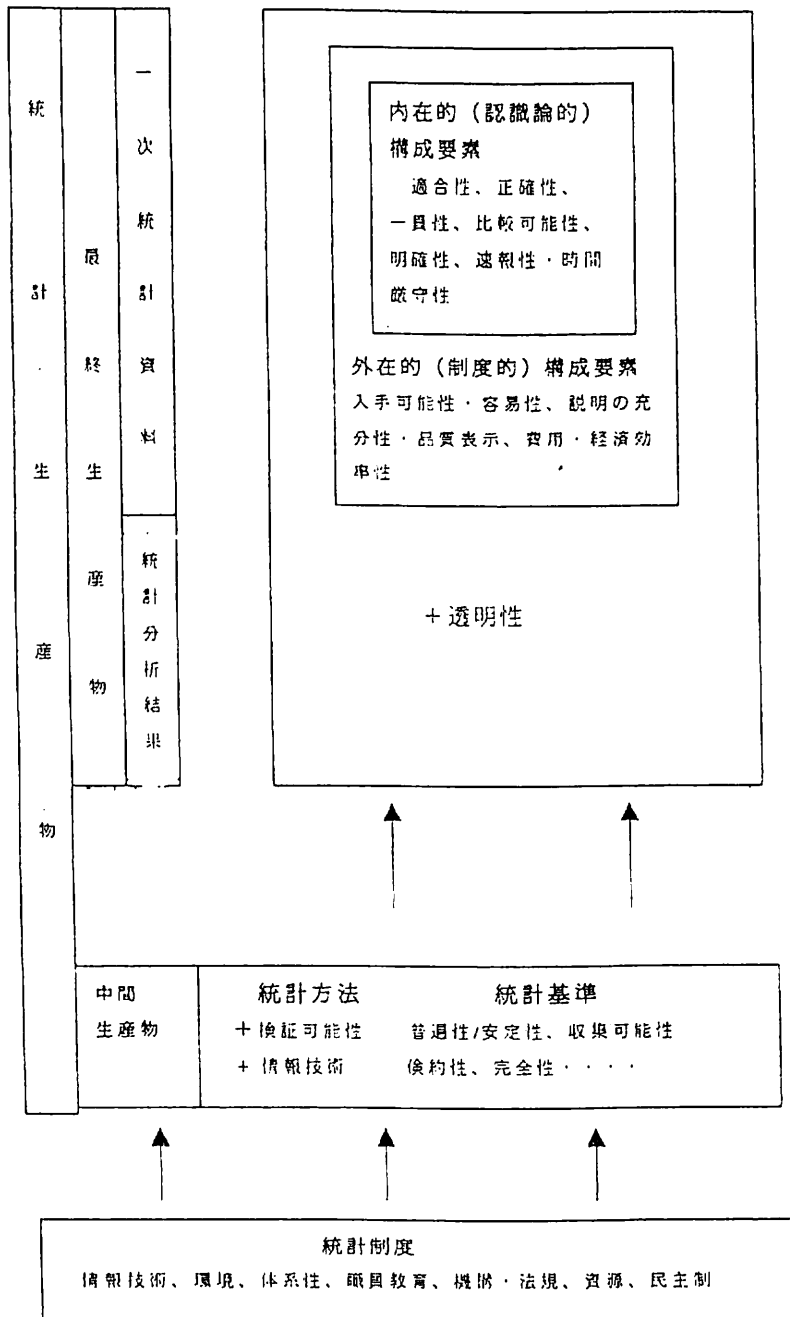 統計・生産物
最終生産物
一次統計資料
統計分析結果
内在的（認識論的）
構成要素
適合性、正確性、
一貫性、比較可能性、
明確性、速報性・時間
厳守性
外在的（制度的）構成要素
入手可能性・容易性、説明の充
分性・品質表示、費用・経済効
率性
＋透明性
中間
生産物
統計方法
＋検証可能性
＋情報技術
統計基準
普遍性/安定性、収集可能性
倹約性、完全性・・・・
統計制度
情報技術、環境、体系性、職員教育、機構・法規、資源、民主制